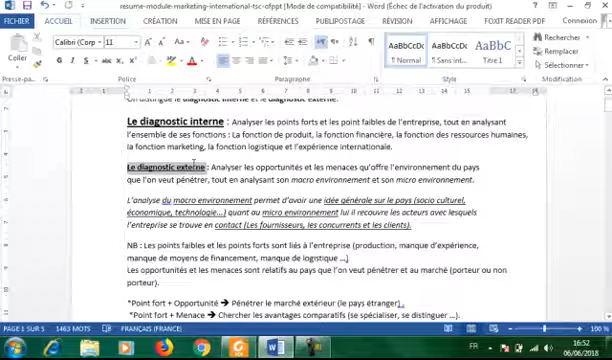 resume-module-marketing-international-tsc-ofppt [Mode de compatibilité] - Word (Échec de l'activation du produit)
FICHIER ACCUEIL INSERTION CRÉATION MISE EN PAGE RÉFÉRENCES PUBLIPOSTAGE RÉVISION AFFICHAGE FOXIT READER PDF Connexion
Calibri (Corp 11
Coller
AaBbCcDc AaBbCcDc AaBbC
¶ Normal ¶ Sans int... Titre 1
Rechercher
Remplacer
Sélectionner
Presse-papiers Police Paragraphe Style Modification
On distingue le diagnostic interne et le diagnostic externe.
Le diagnostic interne : Analyser les points forts et les point faibles de l'entreprise, tout en analysant
l'ensemble de ses fonctions : La fonction de produit, la fonction financière, la fonction des ressources humaines,
la fonction marketing, la fonction logistique et l'expérience internationale.
Le diagnostic externe : Analyser les opportunités et les menaces qu'offre l'environnement du pays
que l'on veut pénétrer, tout en analysant son macro environnement et son micro environnement.
L'analyse du macro environnement permet d'avoir une idée générale sur le pays (socio culturel,
économique, technologie...) quant au micro environnement lui il recouvre les acteurs avec lesquels
l'entreprise se trouve en contact (Les fournisseurs, les concurrents et les clients).
NB : Les points faibles et les points forts sont liés à l'entreprise (production, manque d'expérience,
manque de moyens de financement, manque de logistique ...)
Les opportunités et les menaces sont relatifs au pays que l'on veut pénétrer et au marché (porteur ou non
porteur).
*Point fort + Opportunité ➔ Pénétrer le marché extérieur (le pays étranger) .
*Point fort + Menace ➔ Chercher les avantages comparatifs (se spécialiser, se distinguer ...).
PAGE 1 SUR 5 1463 MOTS FRANÇAIS (FRANCE) 100 %
FR 16:52
06/06/2018